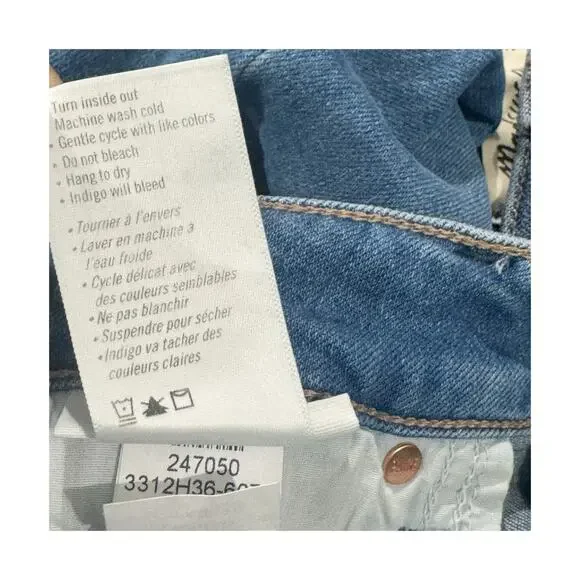 Turn inside out
Machine wash cold
• Gentle cycle with like colors
• Do not bleach
• Hang to dry
• Indigo will bleed
• Tourner à l'envers
• Laver en machine à
l'eau froide
• Cycle délicat avec
des couleurs semblables
• Ne pas blanchir
• Suspendre pour sécher
• Indigo va tacher des
couleurs claires
247050
3312H36-60